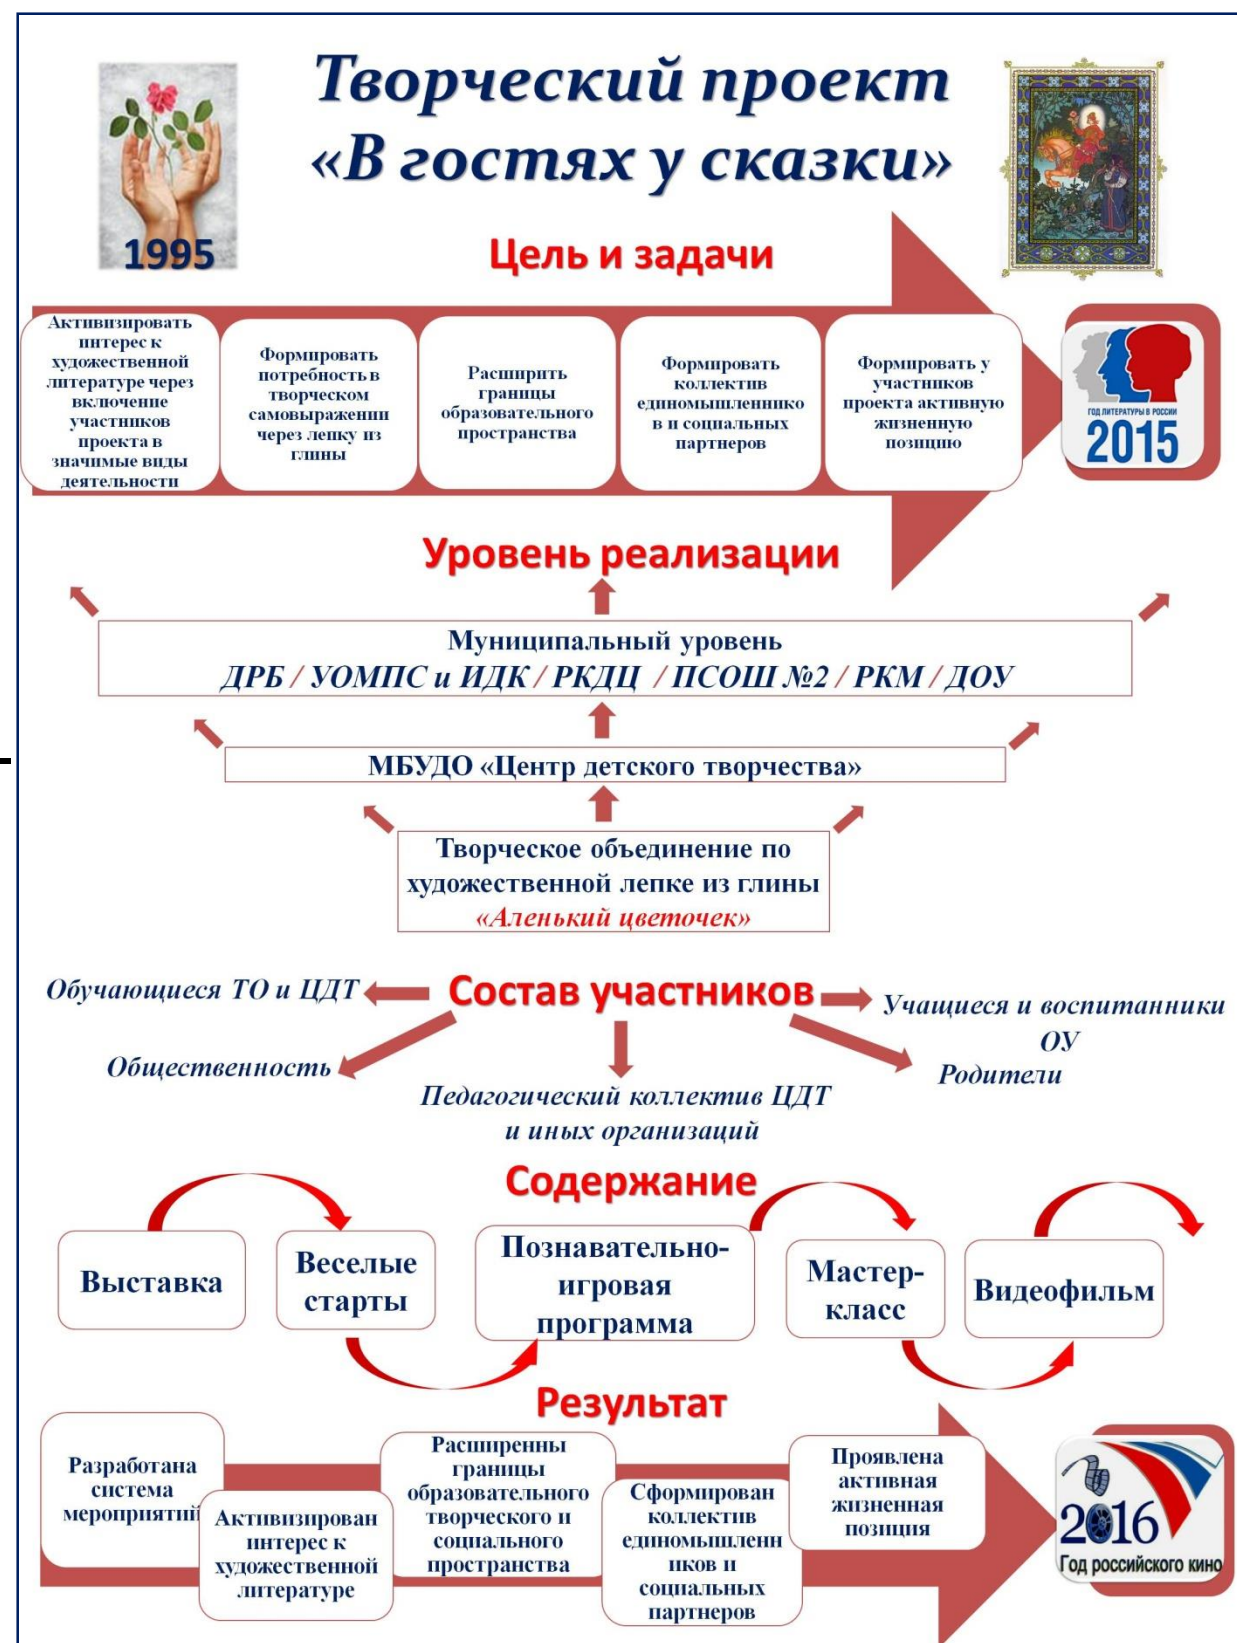 Творческий проект
«В гостях у сказки»
1995
Цель и задачи
Активизировать
интерес к
художественной
литературе через
включение
участников
проекта в
значимые виды
деятельности
Формировать
потребность в
творческом
самовыражении
через лепку из
глины
Расширить
границы
образовательного
пространства
Формировать
коллектив
единомышленнико
в и социальных
партнеров
Формировать у
участников
проекта активную
жизненную
позицию
ГОД ЛИТЕРАТУРЫ В РОССИИ
2015
Уровень реализации
Муниципальный уровень
ДРБ / УОМПС и ИДК / РКДЦ / ПСОШ №2 / РКМ / ДОУ
МБУДО «Центр детского творчества»
Творческое объединение по
художественной лепке из глины
«Аленький цветочек»
Состав участников
Обучающиеся ТО и ЦДТ
Учащиеся и воспитанники
ОУ
Общественность
Родители
Педагогический коллектив ЦДТ
и иных организаций
Содержание
Выставка
Веселые
старты
Познавательно-
игровая
программа
Мастер-
класс
Видеофильм
Результат
Разработана
система
мероприятий
Активизирован
интерес к
художественной
литературе
Расширенны
границы
образовательного
творческого и
социального
пространства
Сформирован
коллектив
единомышленн
иков и
социальных
партнеров
Проявлена
активная
жизненная
позиция
2016
Год российского кино